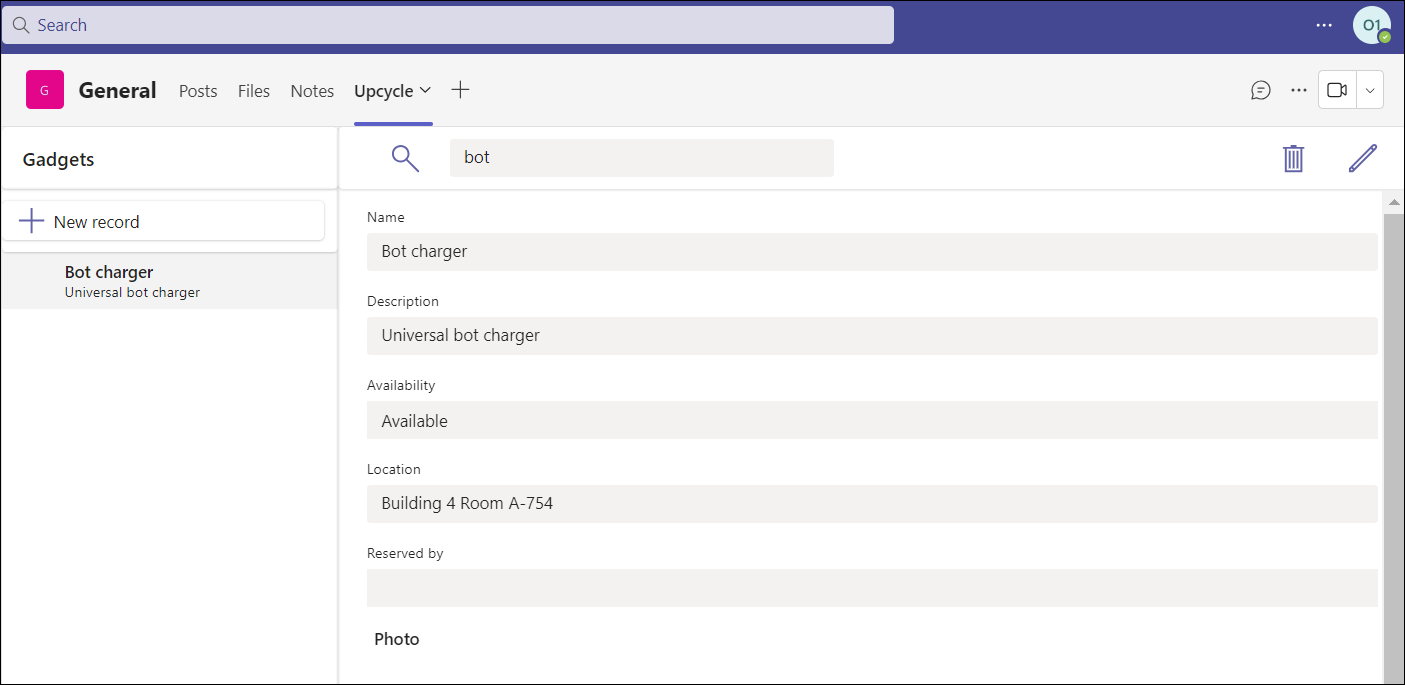 Search
O1
G
General Posts Files Notes Upcycle
Gadgets
bot
New record
Bot charger
Universal bot charger
Name
Bot charger
Description
Universal bot charger
Availability
Available
Location
Building 4 Room A-754
Reserved by
Photo